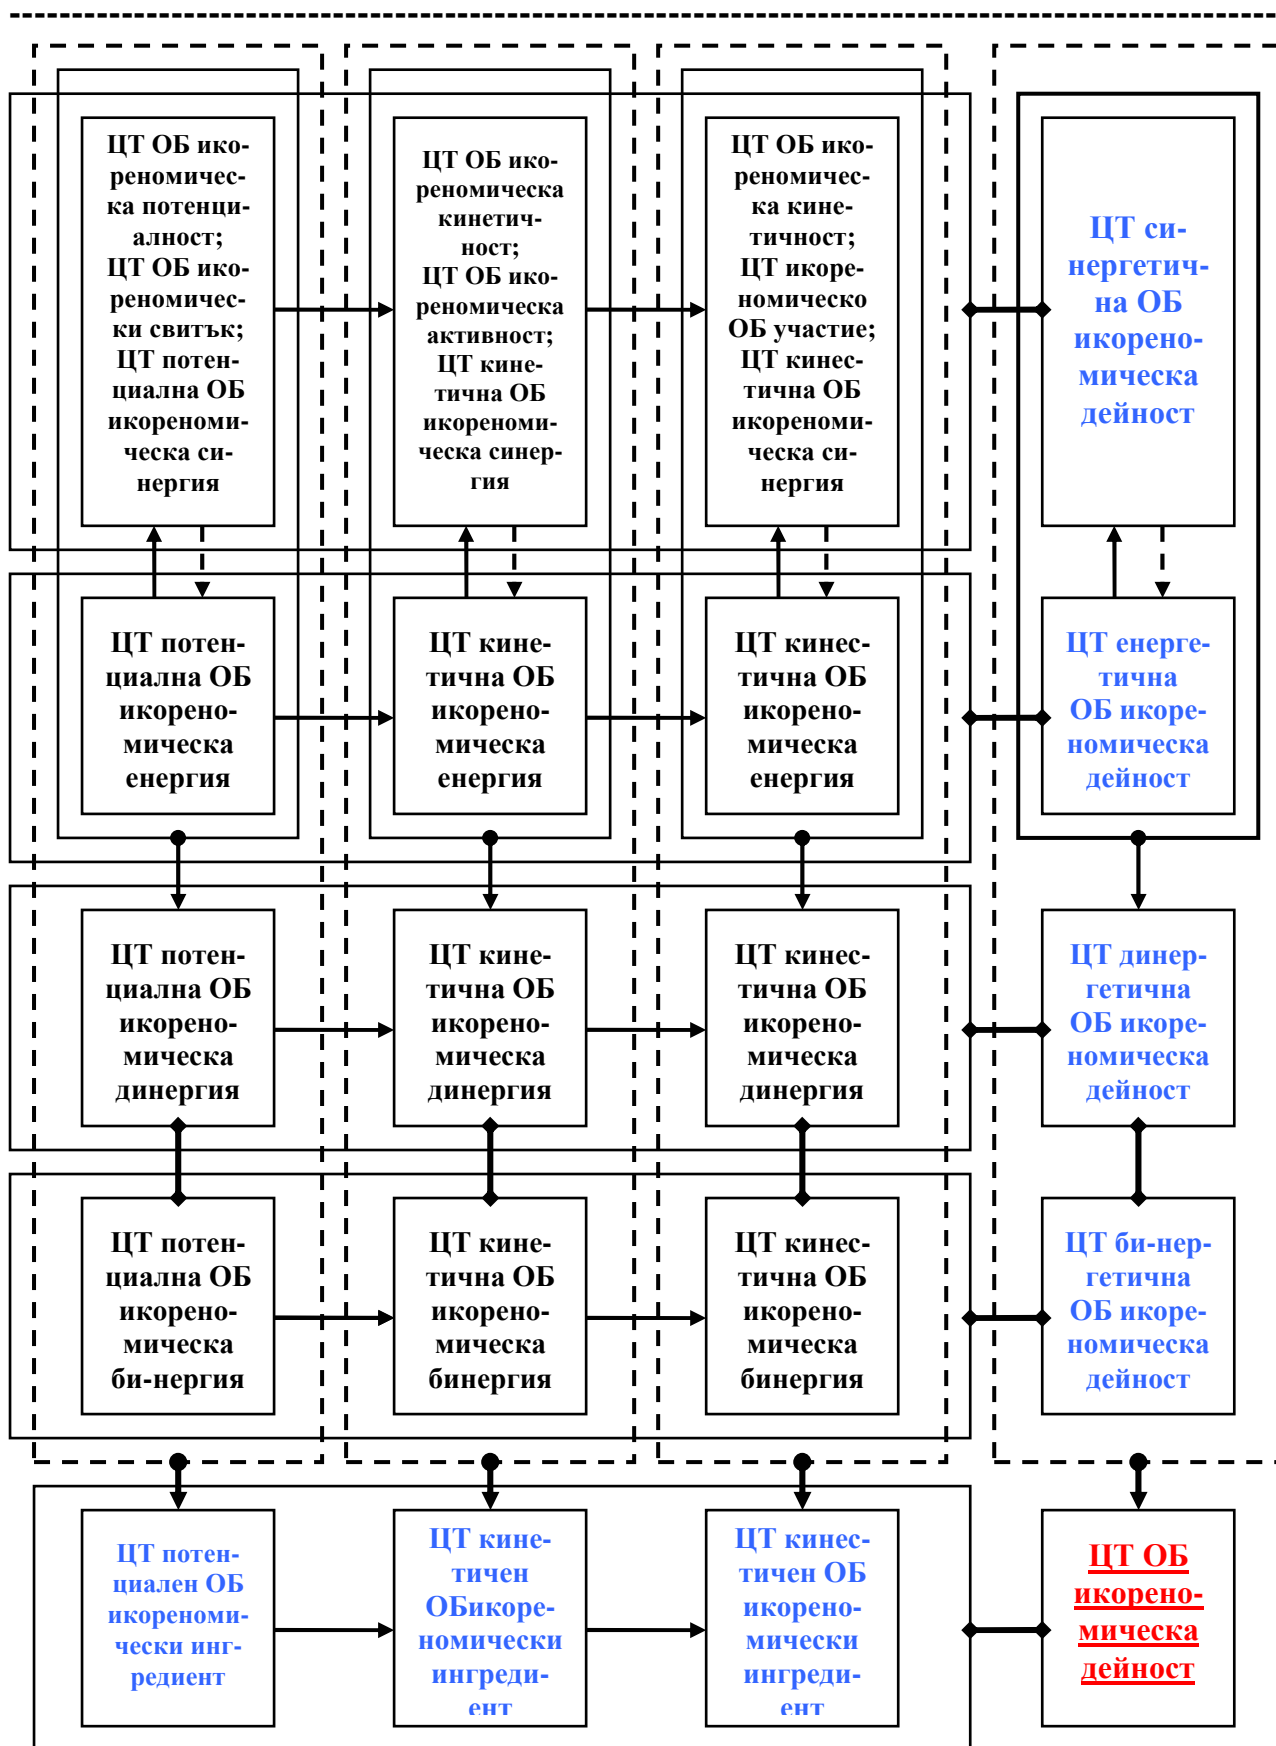 ЦТ ОБ ико-
реномичес-
ка потенци-
алност;
ЦТ ОБ ико-
реномичес-
ки свитък;
ЦТ потен-
циална ОБ
икореноми-
ческа си-
нергия
ЦТ ОБ ико-
реномическа
кинетич-
ност;
ЦТ ОБ ико-
реномическа
активност;
ЦТ кине-
тична ОБ
икореноми-
ческа синер-
гия
ЦТ ОБ ико-
реномичес-
ка кине-
тичност;
ЦТ икоре-
номическо
ОБ участие;
ЦТ кинес-
тична ОБ
икореноми-
ческа си-
нергия
ЦТ си-
нергетич-
на ОБ
икорено-
мическа
дейност
ЦТ потен-
циална ОБ
икорено-
мическа
енергия
ЦТ кине-
тична ОБ
икорено-
мическа
енергия
ЦТ кинес-
тична ОБ
икорено-
мическа
енергия
ЦТ енерге-
тична
ОБ икоре-
номическа
дейност
ЦТ потен-
циална ОБ
икорено-
мическа
динергия
ЦТ кине-
тична ОБ
икорено-
мическа
динергия
ЦТ кинес-
тична ОБ
икорено-
мическа
динергия
ЦТ динер-
гетична
ОБ икоре-
номическа
дейност
ЦТ потен-
циална ОБ
икорено-
мическа
би-нергия
ЦТ кине-
тична ОБ
икорено-
мическа
бинергия
ЦТ кинес-
тична ОБ
икорено-
мическа
бинергия
ЦТ би-нер-
гетична
ОБ икоре-
номическа
дейност
ЦТ потен-
циален ОБ
икореноми-
чески инг-
редиент
ЦТ кине-
тичен
ОБикоре-
номически
ингреди-
ент
ЦТ кинес-
тичен ОБ
икорено-
мически
ингреди-
ент
ЦТ ОБ
икорено-
мическа
дейност